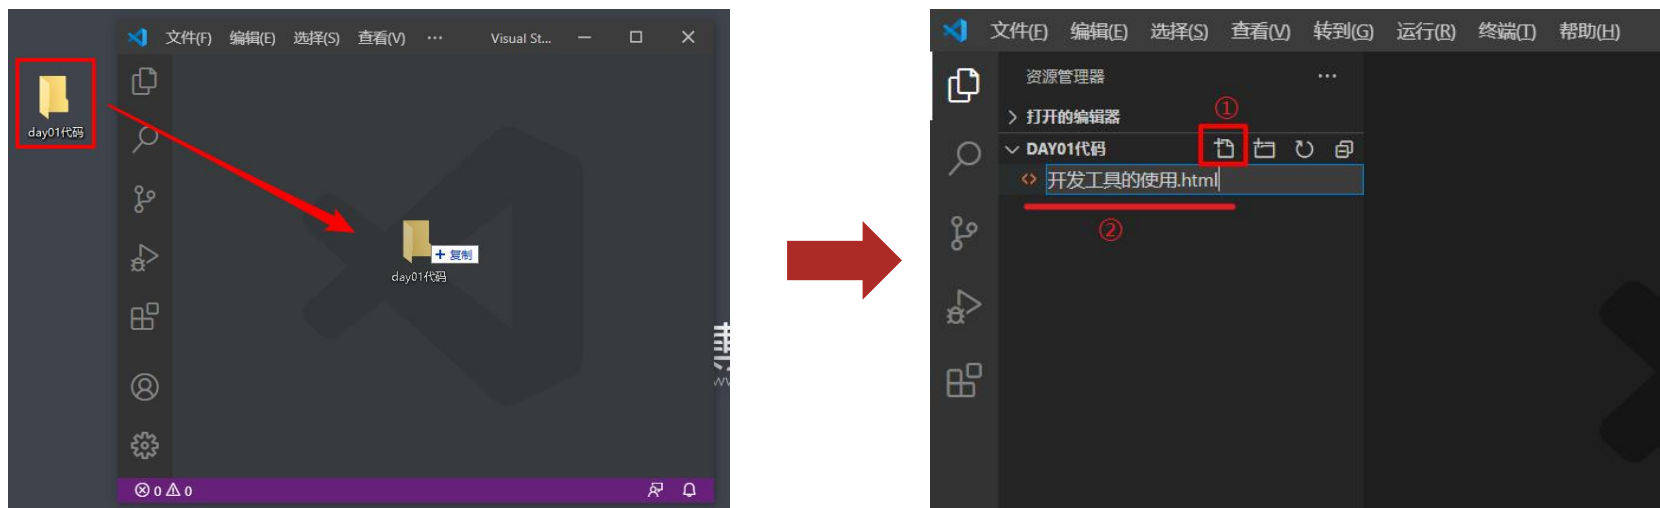 文件(F) 编辑(E) 选择(S) 查看(V) ··· Visual St...
day01代码
+ 复制
day01代码
0 0
文件(F) 编辑(E) 选择(S) 查看(V) 转到(G) 运行(R) 终端(T) 帮助(H)
资源管理器 ···
①
打开的编辑器
DAY01代码
<> 开发工具的使用.html
②